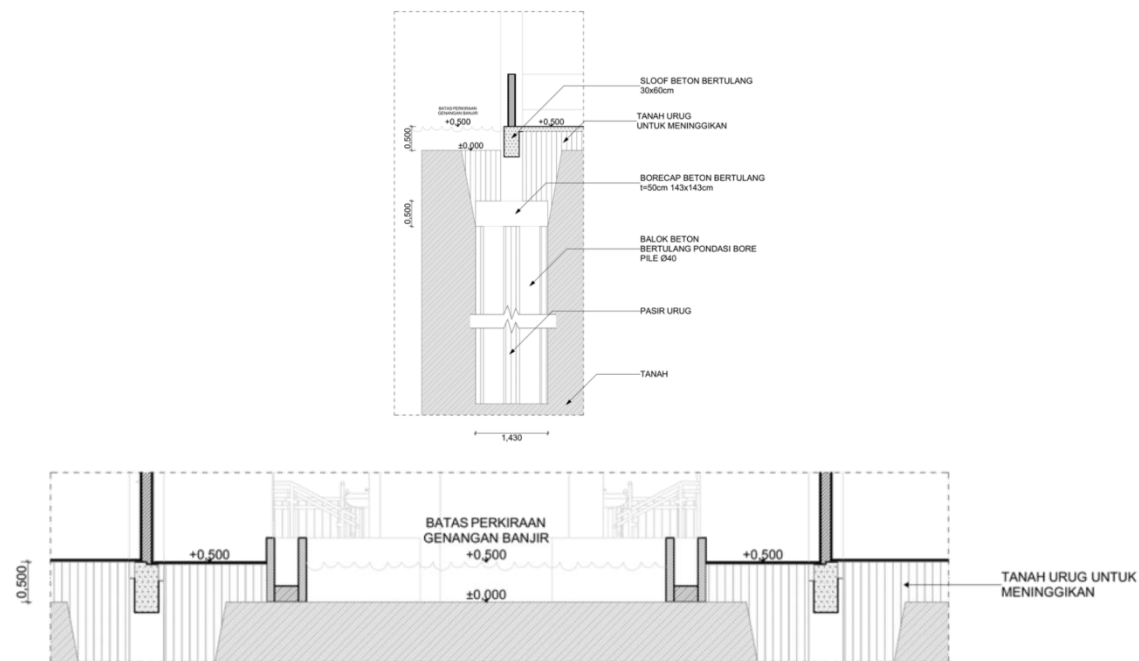 SLOOF BETON BERTULANG
30x60cm
BATAS PERKIRAAN
GENANGAN BANJIR
+0,500
+0,500
TANAH URUG
UNTUK MENINGGIKAN
0,500
±0,000
BORECAP BETON BERTULANG
t=50cm 143x143cm
0,500
BALOK BETON
BERTULANG PONDASI BORE
PILE Ø40
PASIR URUG
TANAH
1,430
BATAS PERKIRAAN
GENANGAN BANJIR
+0,500
+0,500
+0,500
0,500
±0,000
TANAH URUG UNTUK
MENINGGIKAN